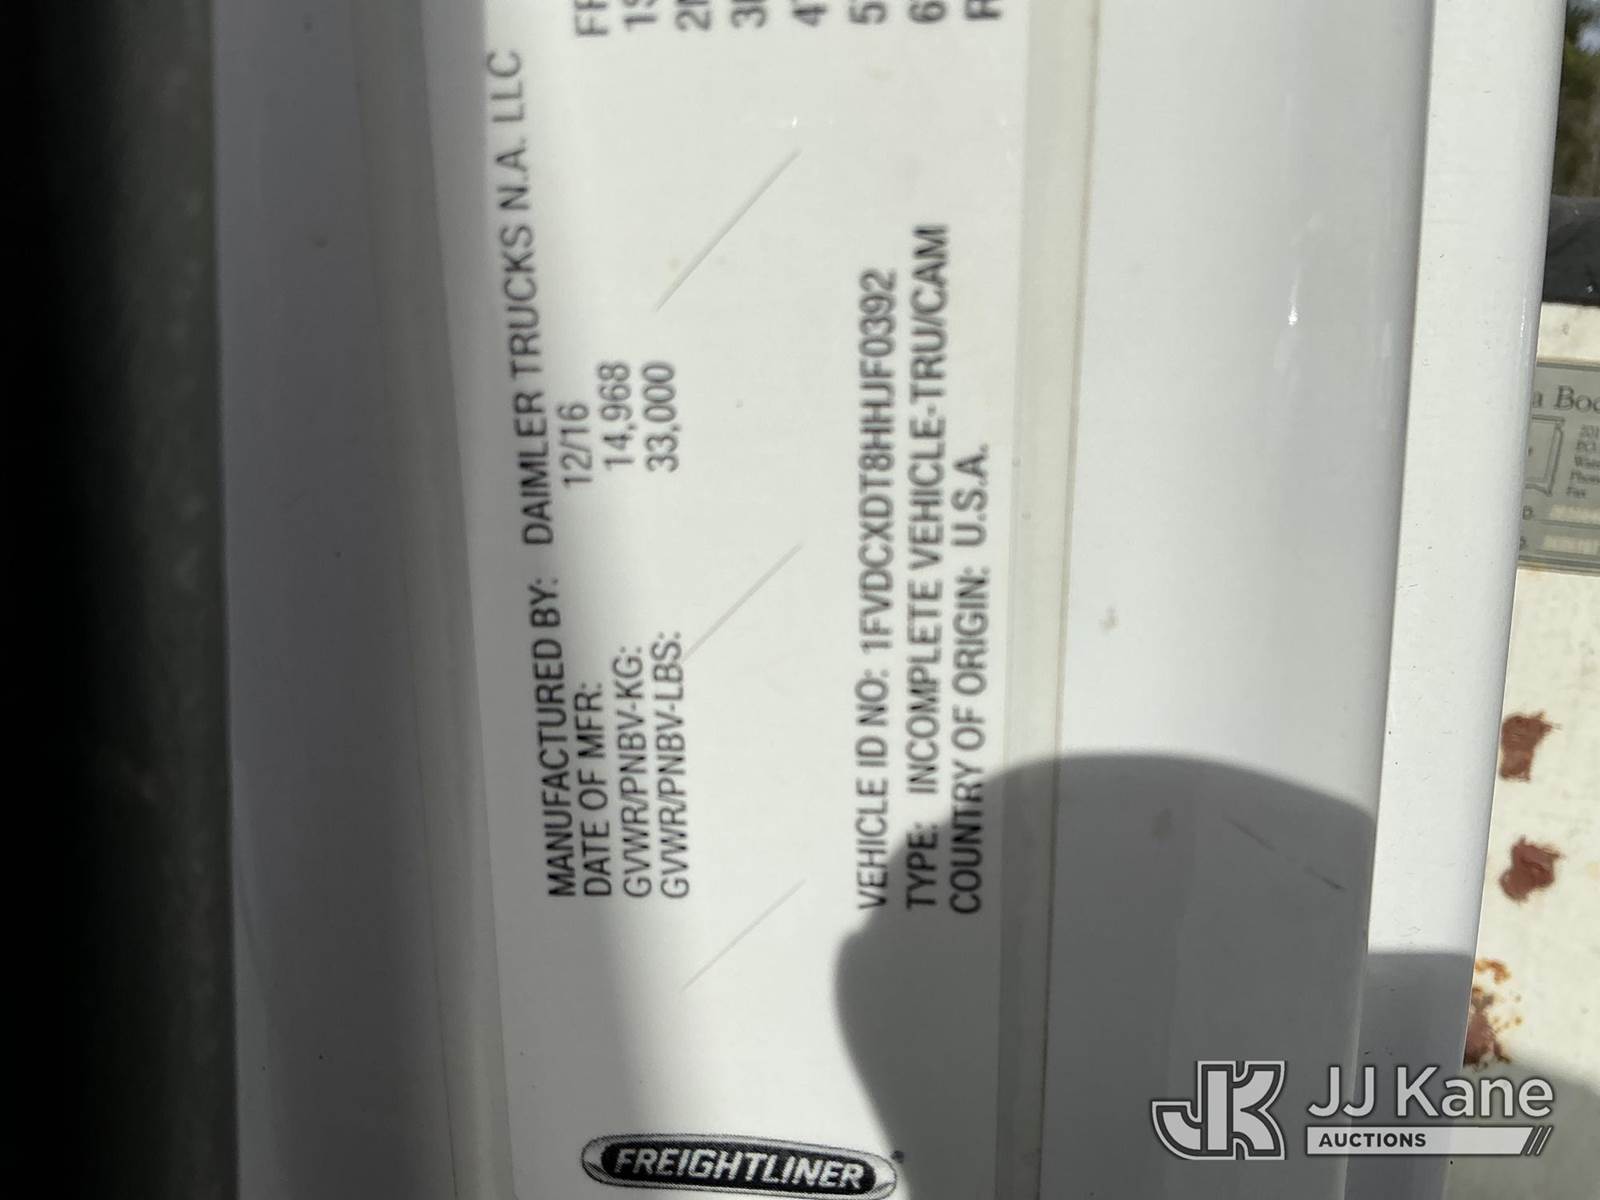 FREIGHTLINER
MANUFACTURED BY: DAIMLER TRUCKS N.A. LLC
DATE OF MFR: 12/16
GVWR/PNBV-KG: 14,968
GVWR/PNBV-LBS: 33,000
VEHICLE ID NO: 1FVDCXDT8HHJF0392
TYPE: INCOMPLETE VEHICLE-TRU/CAM
COUNTRY OF ORIGIN: U.S.A.
JJ Kane
AUCTIONS